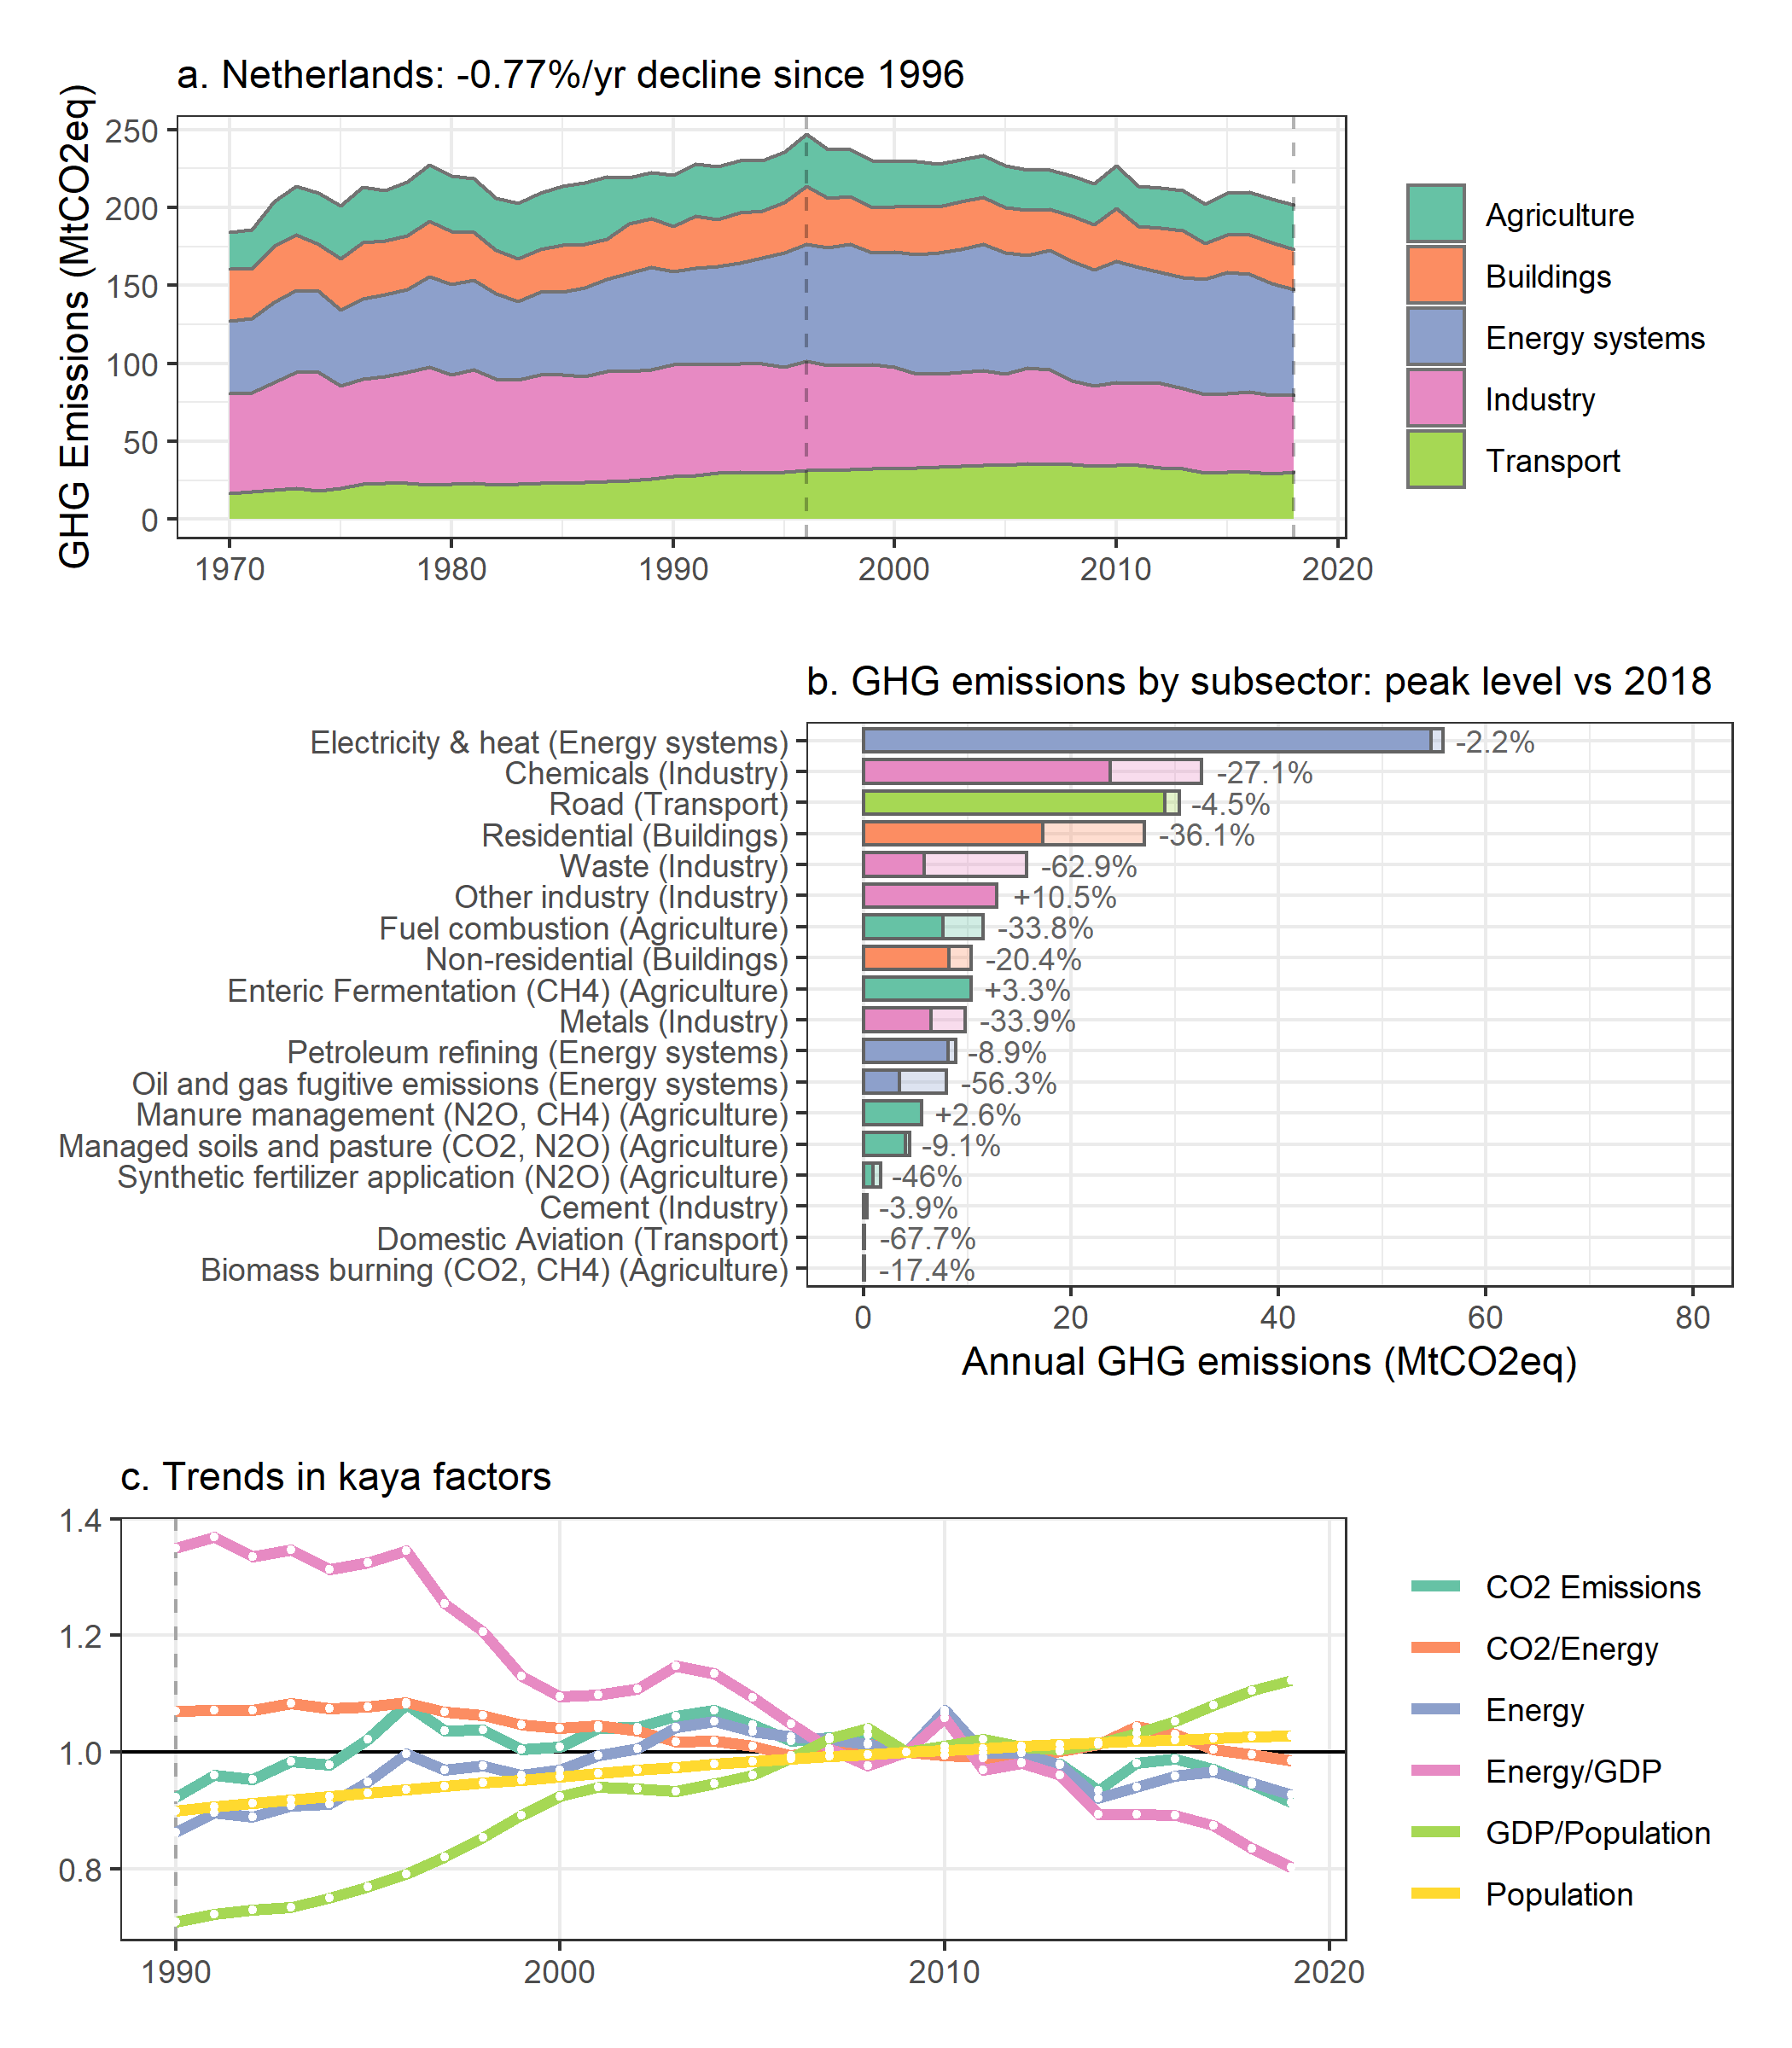 a. Netherlands: -0.77%/yr decline since 1996
GHG Emissions (MtCO2eq)
250
200
150
100
50
0
1970 1980 1990 2000 2010 2020
Agriculture
Buildings
Energy systems
Industry
Transport
b. GHG emissions by subsector: peak level vs 2018
Electricity & heat (Energy systems) -2.2%
Chemicals (Industry) -27.1%
Road (Transport) -4.5%
Residential (Buildings) -36.1%
Waste (Industry) -62.9%
Other industry (Industry) +10.5%
Fuel combustion (Agriculture) -33.8%
Non-residential (Buildings) -20.4%
Enteric Fermentation (CH4) (Agriculture) +3.3%
Metals (Industry) -33.9%
Petroleum refining (Energy systems) -8.9%
Oil and gas fugitive emissions (Energy systems) -56.3%
Manure management (N2O, CH4) (Agriculture) +2.6%
Managed soils and pasture (CO2, N2O) (Agriculture) -9.1%
Synthetic fertilizer application (N2O) (Agriculture) -46%
Cement (Industry) -3.9%
Domestic Aviation (Transport) -67.7%
Biomass burning (CO2, CH4) (Agriculture) -17.4%
0 20 40 60 80
Annual GHG emissions (MtCO2eq)
c. Trends in kaya factors
1.4
1.2
1.0
0.8
1990 2000 2010 2020
CO2 Emissions
CO2/Energy
Energy
Energy/GDP
GDP/Population
Population